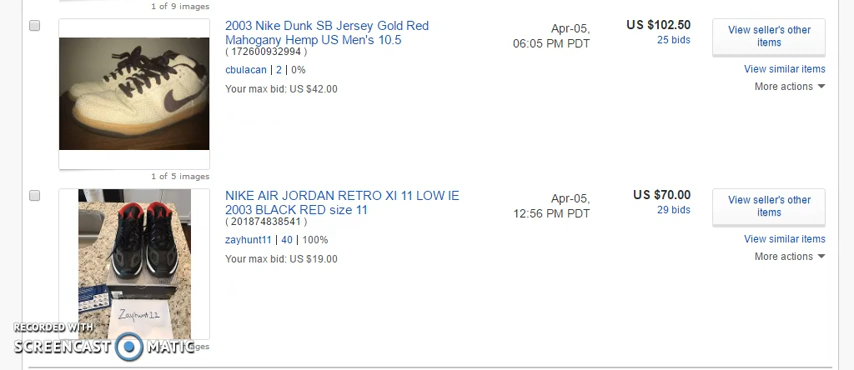 1 of 9 images
2003 Nike Dunk SB Jersey Gold Red
Mahogany Hemp US Men's 10.5
( 172600932994 )
cbulacan | 2 | 0%
Your max bid: US $42.00
Apr-05,
06:05 PM PDT
US $102.50
25 bids
View seller's other
items
View similar items
More actions
1 of 5 images
NIKE AIR JORDAN RETRO XI 11 LOW IE
2003 BLACK RED size 11
( 201874838541 )
zayhunt11 | 40 | 100%
Your max bid: US $19.00
Apr-05,
12:56 PM PDT
US $70.00
29 bids
View seller's other
items
View similar items
More actions
Zayhunt11
RECORDED WITH
SCREENCAST MATIC
images